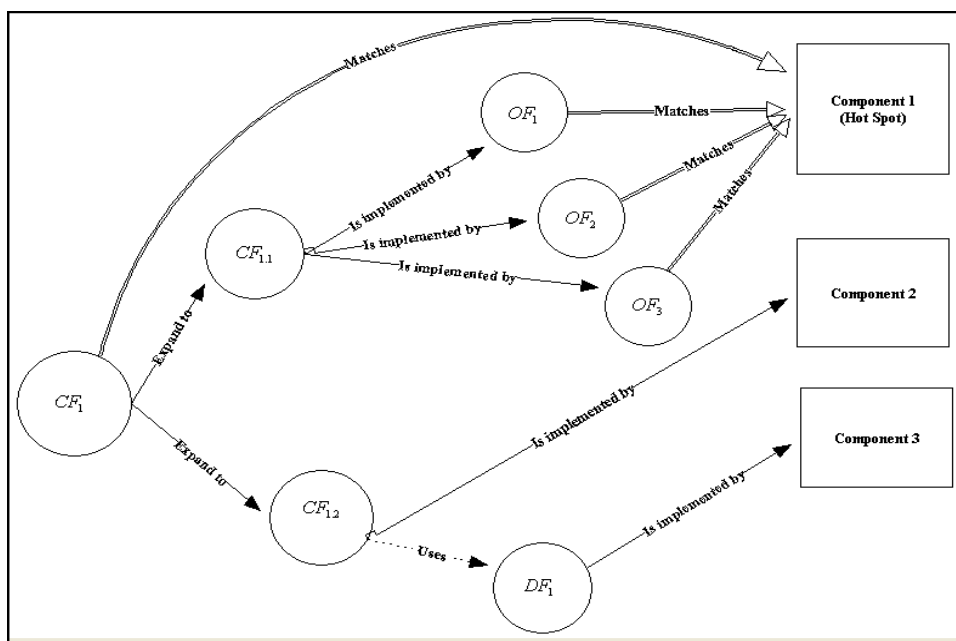 Matches
Component 1
(Hot Spot)
OF1
Matches
Is implemented by
Matches
OF2
CF1.1
Is implemented by
Matches
Is implemented by
Component 2
OF3
Expand to
CF1
Is implemented by
Component 3
Expand to
CF1.2
Is implemented by
Uses
DF1